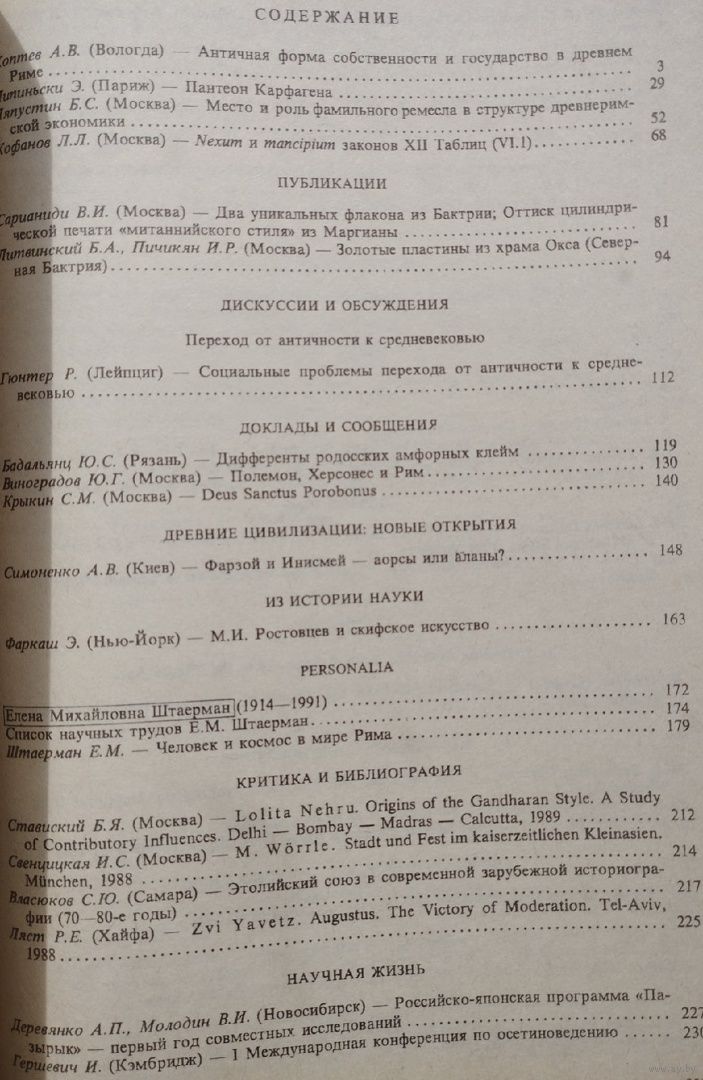 СОДЕРЖАНИЕ
Коптев А.В. (Вологда) — Античная форма собственности и государство в древнем
Риме 3
Липиньски Э. (Париж) — Пантеон Карфагена 29
Ляпустин Б.С. (Москва) — Место и роль фамильного ремесла в структуре древнерим-
ской экономики 52
Кофанов Л.Л. (Москва) — Nexum и mancipium законов XII Таблиц (VI.1) 68
ПУБЛИКАЦИИ
Сарианиди В.И. (Москва) — Два уникальных флакона из Бактрии; Оттиск цилиндри-
ческой печати «митаннийского стиля» из Маргианы 81
Литвинский Б.А., Пичикян И.Р. (Москва) — Золотые пластины из храма Окса (Север-
ная Бактрия) 94
ДИСКУССИИ И ОБСУЖДЕНИЯ
Переход от античности к средневековью
Гюнтер Р. (Лейпциг) — Социальные проблемы перехода от античности к средне-
вековью 112
ДОКЛАДЫ И СООБЩЕНИЯ
Бадальянц Ю.С. (Рязань) — Дифференты родосских амфорных клейм 119
Виноградов Ю.Г. (Москва) — Полемон, Херсонес и Рим 130
Крыкин С.М. (Москва) — Deus Sanctus Porobonus 140
ДРЕВНИЕ ЦИВИЛИЗАЦИИ: НОВЫЕ ОТКРЫТИЯ
Симоненко А.В. (Киев) — Фарзой и Инисмей — аорсы или аланы? 148
ИЗ ИСТОРИИ НАУКИ
Фаркаш Э. (Нью-Йорк) — М.И. Ростовцев и скифское искусство 163
PERSONALIA
Елена Михайловна Штаерман (1914—1991) 172
Список научных трудов Е.М. Штаерман 174
Штаерман Е.М. — Человек и космос в мире Рима 179
КРИТИКА И БИБЛИОГРАФИЯ
Ставиский Б.Я. (Москва) — Lolita Nehru. Origins of the Gandharan Style. A Study
of Contributory Influences. Delhi — Bombay — Madras — Calcutta, 1989 212
Свенцицкая И.С. (Москва) — M. Wörrle. Stadt und Fest im kaiserzeitlichen Kleinasien.
München, 1988 214
Власюков С.Ю. (Самара) — Этолийский союз в современной зарубежной историогра-
фии (70—80-е годы) 217
Ляст Р.Е. (Хайфа) — Zvi Yavetz. Augustus. The Victory of Moderation. Tel-Aviv,
1988 225
НАУЧНАЯ ЖИЗНЬ
Деревянко А.П., Молодин В.И. (Новосибирск) — Российско-японская программа «Па-
зырык» — первый год совместных исследований 227
Гершевич И. (Кэмбридж) — I Международная конференция по осетиноведению 230
www.ay.by